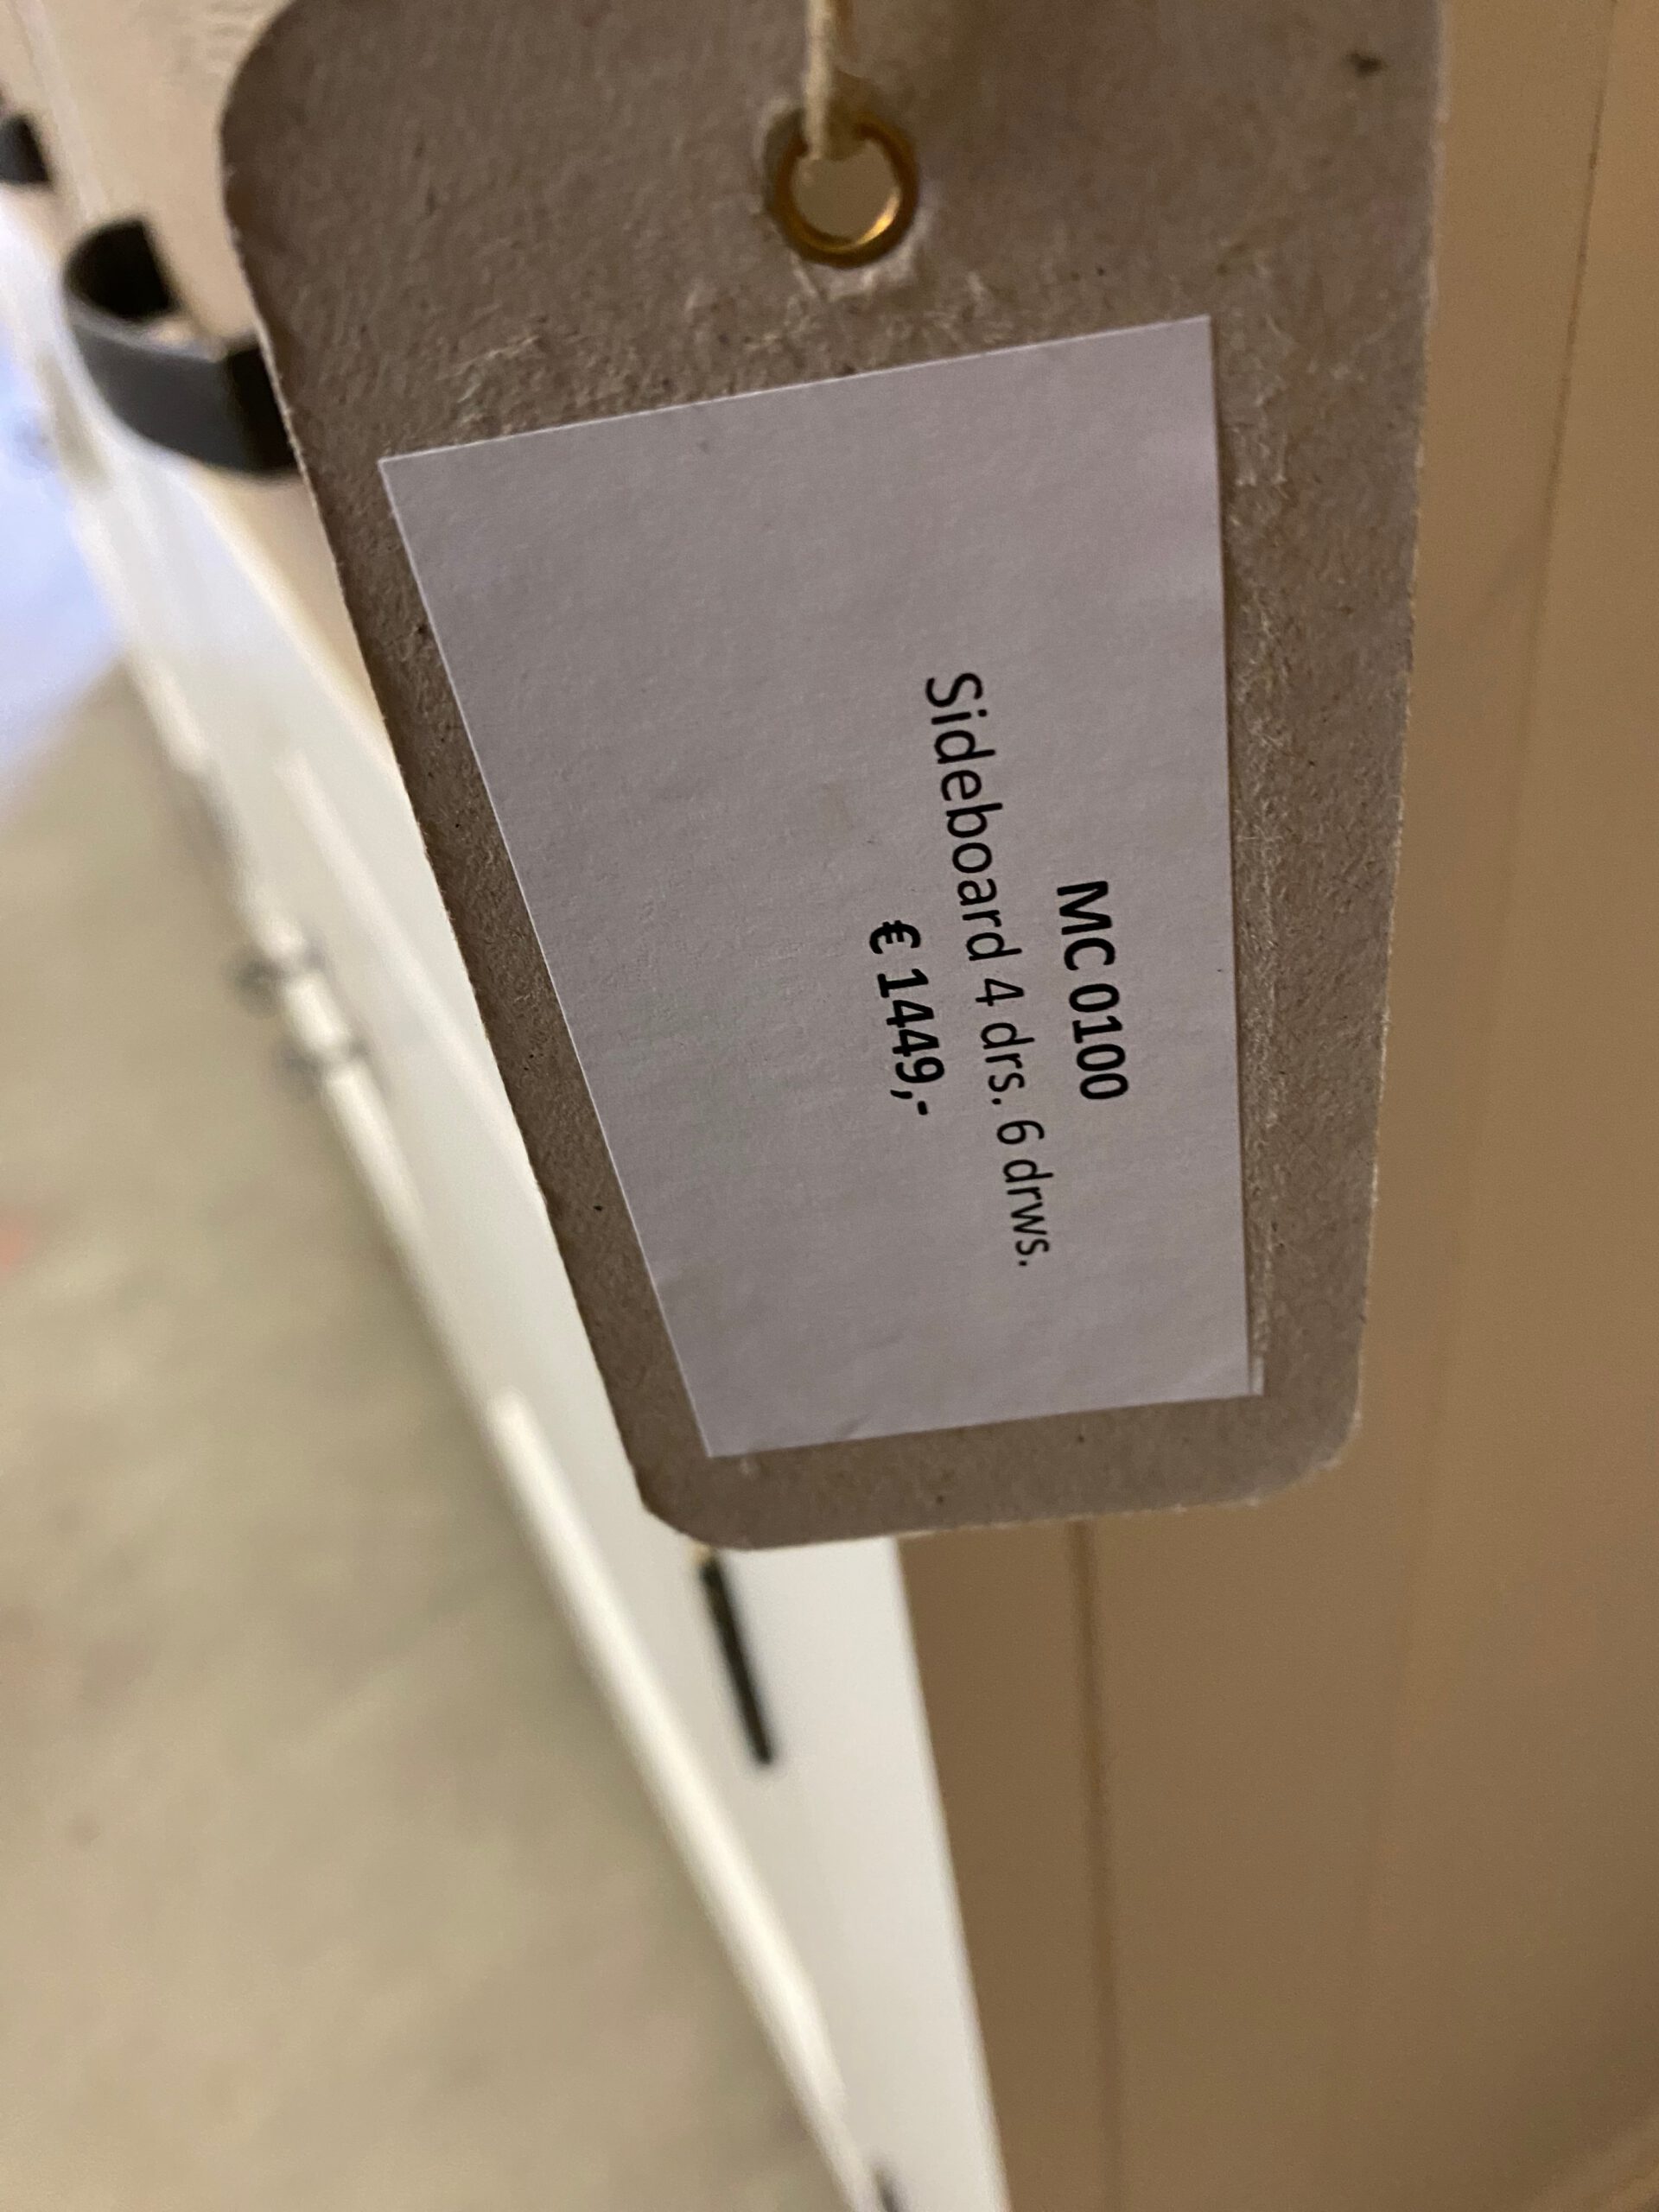 MC 0100
Sideboard 4 drs. 6 drws.
€ 1449,-